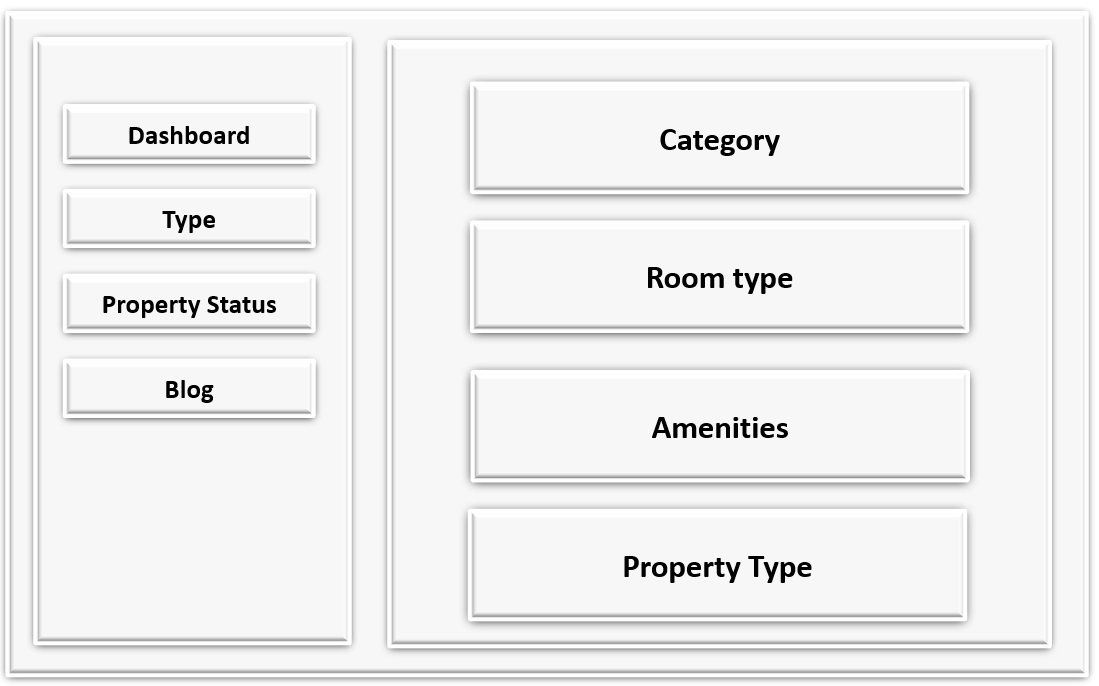 Dashboard
Type
Property Status
Blog
Category
Room type
Amenities
Property Type